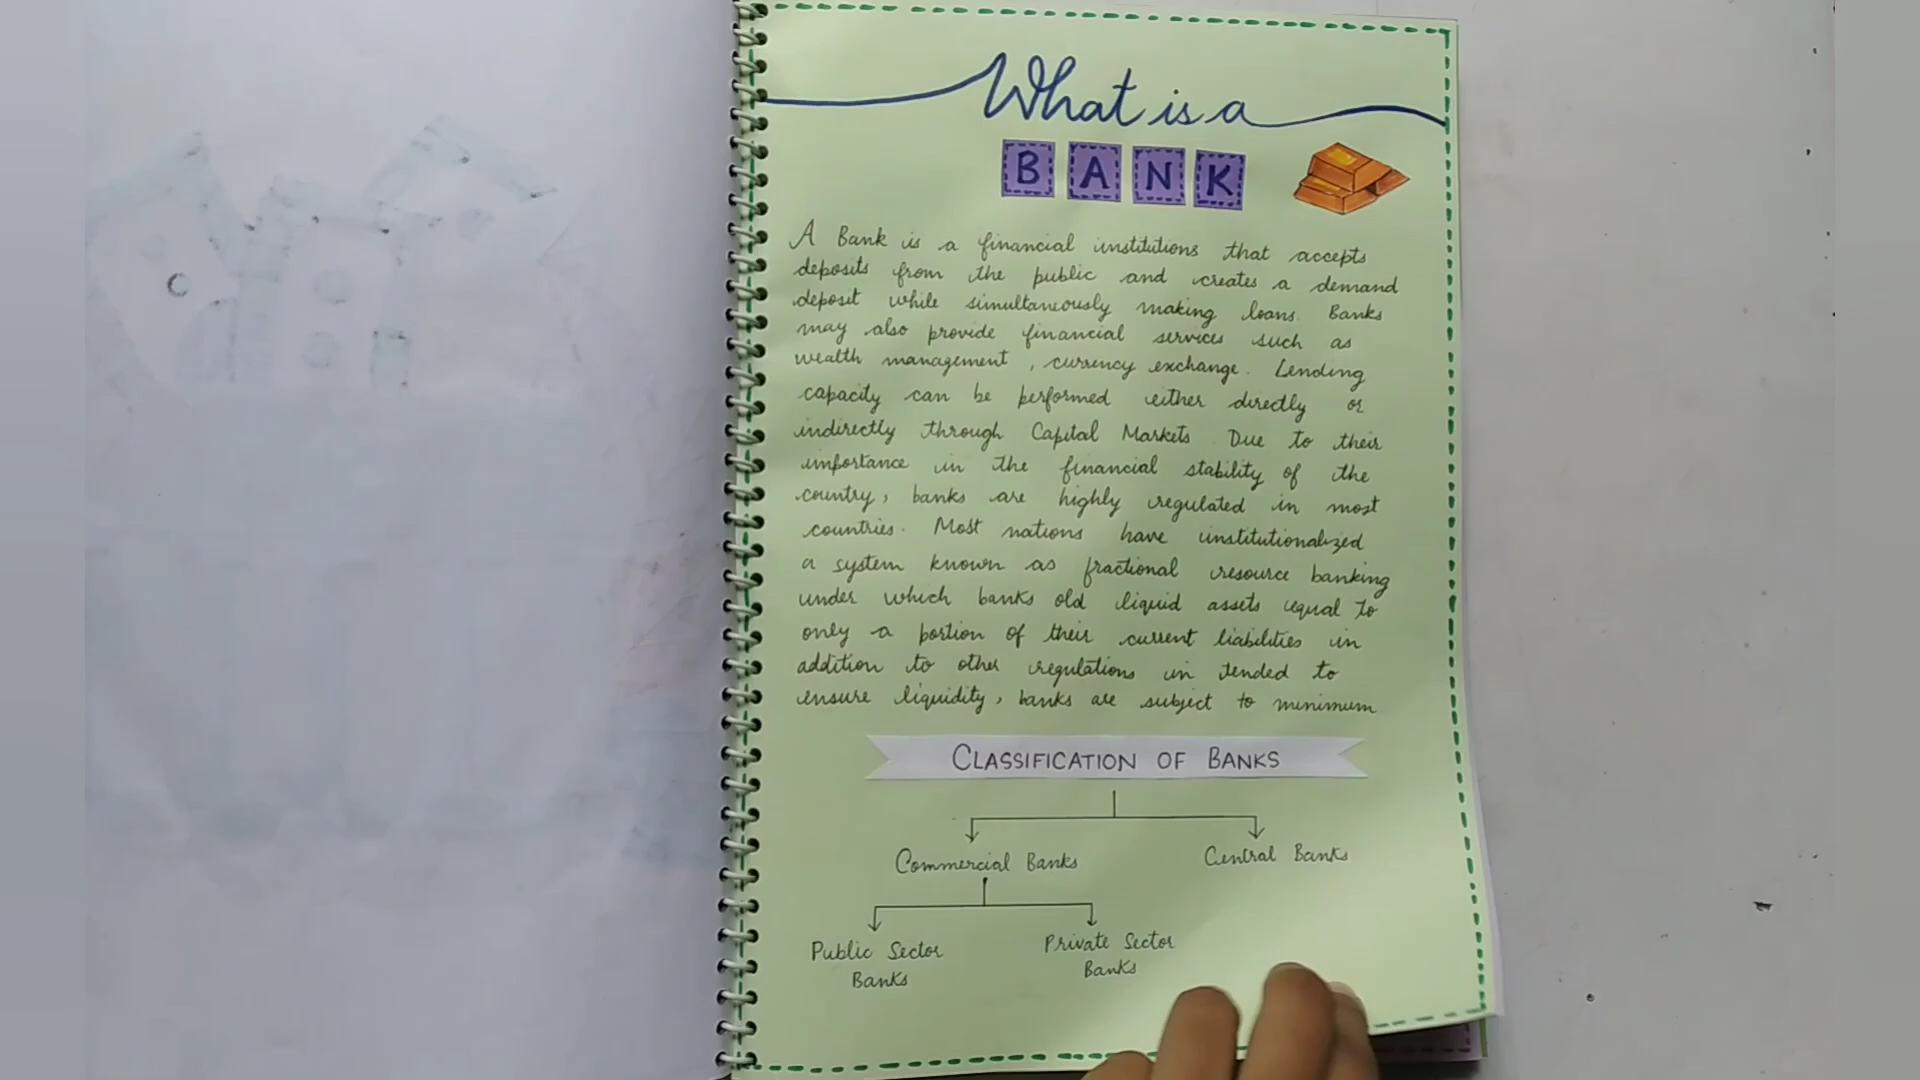 What is a
BANK
A Bank is a financial institutions that accepts
deposits from the public and creates a demand
deposit while simultaneously making loans. Banks
may also provide financial services such as
wealth management, currency exchange. Lending
capacity can be performed either directly or
indirectly through Capital Markets. Due to their
importance in the financial stability of the
country, banks are highly regulated in most
countries. Most nations have institutionalized
a system known as fractional resource banking
under which banks old liquid assets equal to
only a portion of their current liabilities in
addition to other regulations in tended to
ensure liquidity, banks are subject to minimum
CLASSIFICATION OF BANKS
Commercial Banks Central Banks
Public Sector Private Sector
Banks Banks